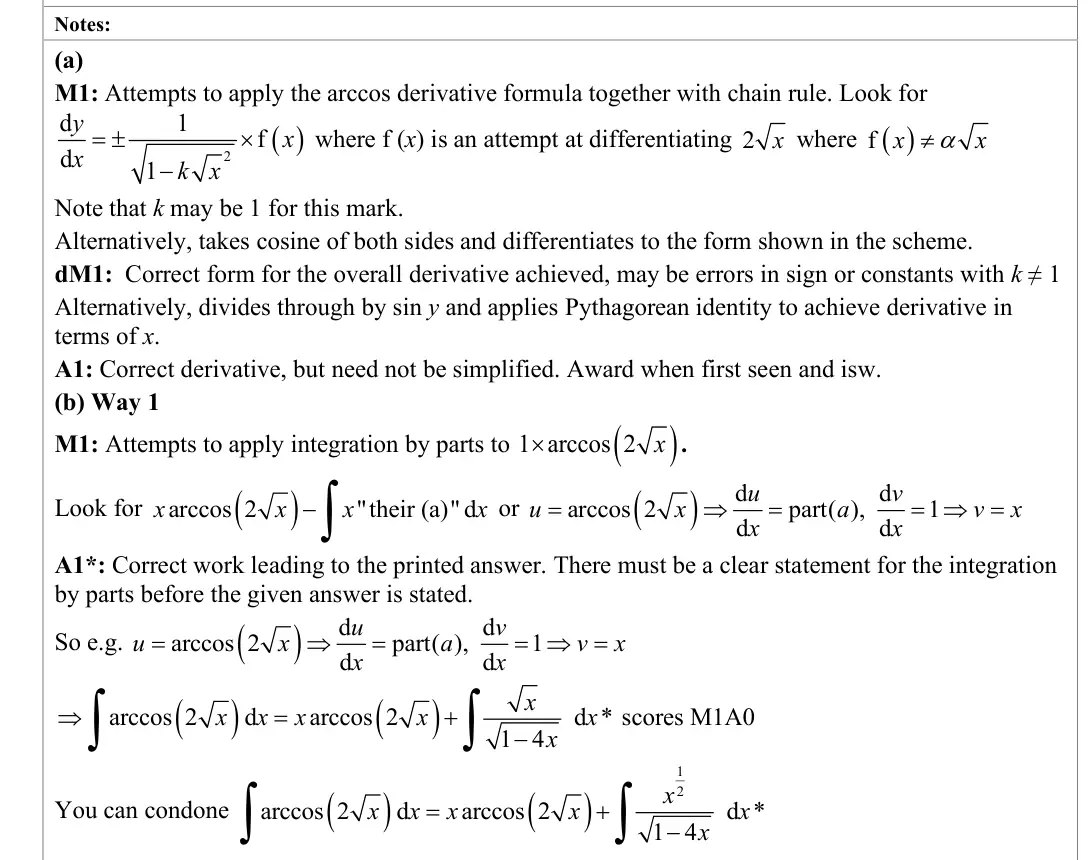 Notes:
(a)
M1: Attempts to apply the arccos derivative formula together with chain rule. Look for
dy/dx = ± 1/√(1 − k√x²) × f(x) where f (x) is an attempt at differentiating 2√x where f(x) ≠ α√x
Note that k may be 1 for this mark.
Alternatively, takes cosine of both sides and differentiates to the form shown in the scheme.
dM1: Correct form for the overall derivative achieved, may be errors in sign or constants with k ≠ 1
Alternatively, divides through by sin y and applies Pythagorean identity to achieve derivative in
terms of x.
A1: Correct derivative, but need not be simplified. Award when first seen and isw.
(b) Way 1
M1: Attempts to apply integration by parts to 1×arccos(2√x).
Look for x arccos(2√x) − ∫ x"their (a)" dx or u = arccos(2√x) ⇒ du/dx = part(a), dv/dx = 1 ⇒ v = x
A1*: Correct work leading to the printed answer. There must be a clear statement for the integration
by parts before the given answer is stated.
So e.g. u = arccos(2√x) ⇒ du/dx = part(a), dv/dx = 1 ⇒ v = x
⇒ ∫ arccos(2√x) dx = x arccos(2√x) + ∫ √x/√(1 − 4x) dx* scores M1A0
You can condone ∫ arccos(2√x) dx = x arccos(2√x) + ∫ x^(1/2)/√(1 − 4x) dx*